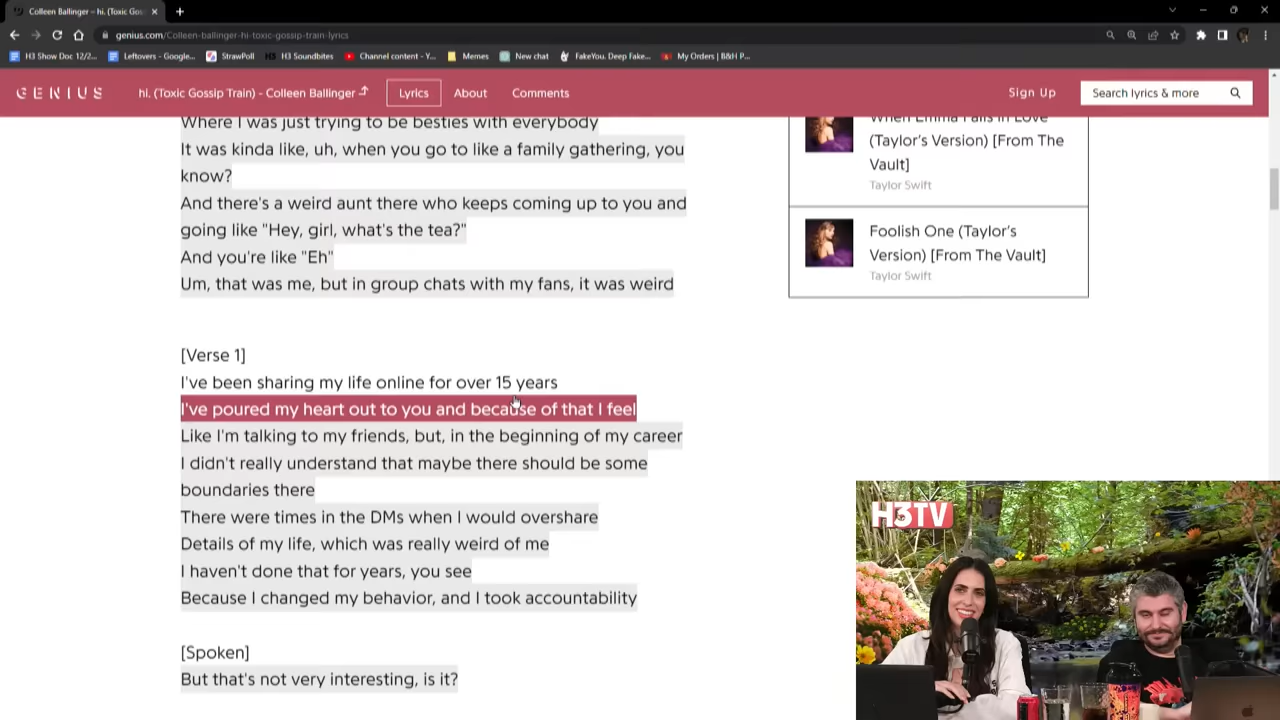 Colleen Ballinger – hi. (Toxic Gos
genius.com/Colleen-ballinger-hi-toxic-gossip-train-lyrics
H3 Show Doc 12/2... Leftovers - Google... StrawPoll H3 Soundbites Channel content - Y... Memes New chat FakeYou. Deep Fake... My Orders | B&H P...
GENIUS hi. (Toxic Gossip Train) - Colleen Ballinger Lyrics About Comments Sign Up Search lyrics & more
Where I was just trying to be besties with everybody
It was kinda like, uh, when you go to like a family gathering, you
know?
And there's a weird aunt there who keeps coming up to you and
going like "Hey, girl, what's the tea?"
And you're like "Eh"
Um, that was me, but in group chats with my fans, it was weird
[Verse 1]
I've been sharing my life online for over 15 years
I've poured my heart out to you and because of that I feel
Like I'm talking to my friends, but, in the beginning of my career
I didn't really understand that maybe there should be some
boundaries there
There were times in the DMs when I would overshare
Details of my life, which was really weird of me
I haven't done that for years, you see
Because I changed my behavior, and I took accountability
[Spoken]
But that's not very interesting, is it?
When Emma Falls in Love
(Taylor's Version) [From The
Vault]
Taylor Swift
Foolish One (Taylor's
Version) [From The Vault]
Taylor Swift
H3TV